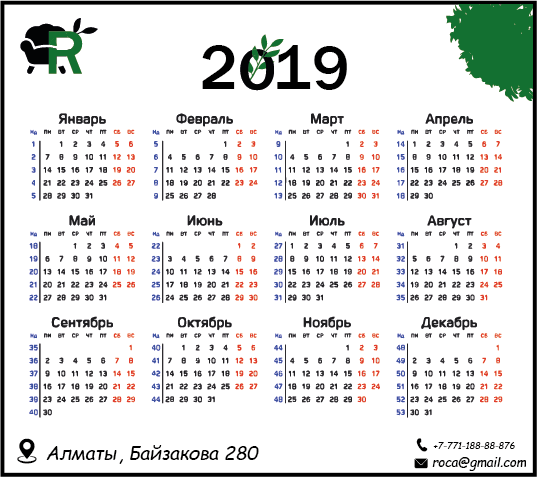 R
2019
Январь
Нд ПН ВТ СР ЧТ ПТ СБ ВС
1 1 2 3 4 5 6
2 7 8 9 10 11 12 13
3 14 15 16 17 18 19 20
4 21 22 23 24 25 26 27
5 28 29 30 31
Февраль
Нд ПН ВТ СР ЧТ ПТ СБ ВС
5 1 2 3
6 4 5 6 7 8 9 10
7 11 12 13 14 15 16 17
8 18 19 20 21 22 23 24
9 25 26 27 28
Март
Нд ПН ВТ СР ЧТ ПТ СБ ВС
9 1 2 3
10 4 5 6 7 8 9 10
11 11 12 13 14 15 16 17
12 18 19 20 21 22 23 24
13 25 26 27 28 29 30 31
Апрель
Нд ПН ВТ СР ЧТ ПТ СБ ВС
14 1 2 3 4 5 6 7
15 8 9 10 11 12 13 14
16 15 16 17 18 19 20 21
17 22 23 24 25 26 27 28
18 29 30
Май
Нд ПН ВТ СР ЧТ ПТ СБ ВС
18 1 2 3 4 5
19 6 7 8 9 10 11 12
20 13 14 15 16 17 18 19
21 20 21 22 23 24 25 26
22 27 28 29 30 31
Июнь
Нд ПН ВТ СР ЧТ ПТ СБ ВС
22 1 2
23 3 4 5 6 7 8 9
24 10 11 12 13 14 15 16
25 17 18 19 20 21 22 23
26 24 25 26 27 28 29 30
Июль
Нд ПН ВТ СР ЧТ ПТ СБ ВС
27 1 2 3 4 5 6 7
28 8 9 10 11 12 13 14
29 15 16 17 18 19 20 21
30 22 23 24 25 26 27 28
31 29 30 31
Август
Нд ПН ВТ СР ЧТ ПТ СБ ВС
31 1 2 3 4
32 5 6 7 8 9 10 11
33 12 13 14 15 16 17 18
34 19 20 21 22 23 24 25
35 26 27 28 29 30 31
Сентябрь
Нд ПН ВТ СР ЧТ ПТ СБ ВС
35 1
36 2 3 4 5 6 7 8
37 9 10 11 12 13 14 15
38 16 17 18 19 20 21 22
39 23 24 25 26 27 28 29
40 30
Октябрь
Нд ПН ВТ СР ЧТ ПТ СБ ВС
40 1 2 3 4 5 6
41 7 8 9 10 11 12 13
42 14 15 16 17 18 19 20
43 21 22 23 24 25 26 27
44 28 29 30 31
Ноябрь
Нд ПН ВТ СР ЧТ ПТ СБ ВС
44 1 2 3
45 4 5 6 7 8 9 10
46 11 12 13 14 15 16 17
47 18 19 20 21 22 23 24
48 25 26 27 28 29 30
Декабрь
Нд ПН ВТ СР ЧТ ПТ СБ ВС
48 1
49 2 3 4 5 6 7 8
50 9 10 11 12 13 14 15
51 16 17 18 19 20 21 22
52 23 24 25 26 27 28 29
53 30 31
Алматы, Байзакова 280
+7-771-188-88-876
roca@gmail.com